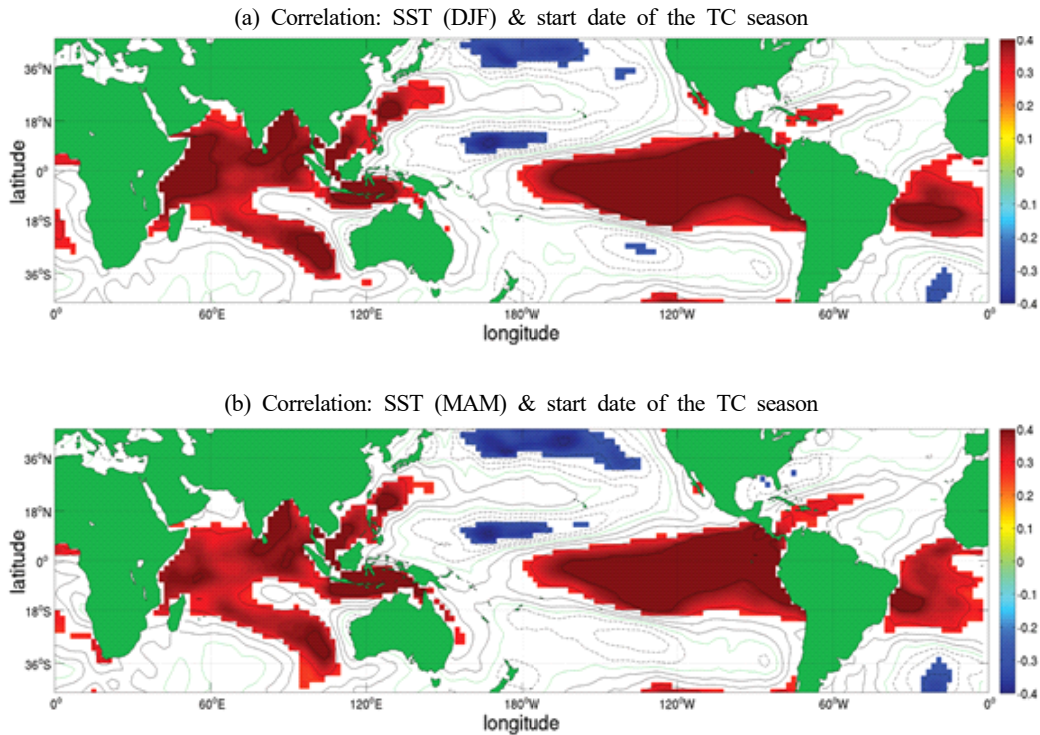 (a) Correlation: SST (DJF) & start date of the TC season
latitude
36°N
18°N
0°
18°S
36°S
0° 60°E 120°E 180°W 120°W 60°W 0°
longitude
0.4
0.3
0.2
0.1
0
-0.1
-0.2
-0.3
-0.4
(b) Correlation: SST (MAM) & start date of the TC season
latitude
36°N
18°N
0°
18°S
36°S
0° 60°E 120°E 180°W 120°W 60°W 0°
longitude
0.4
0.3
0.2
0.1
0
-0.1
-0.2
-0.3
-0.4